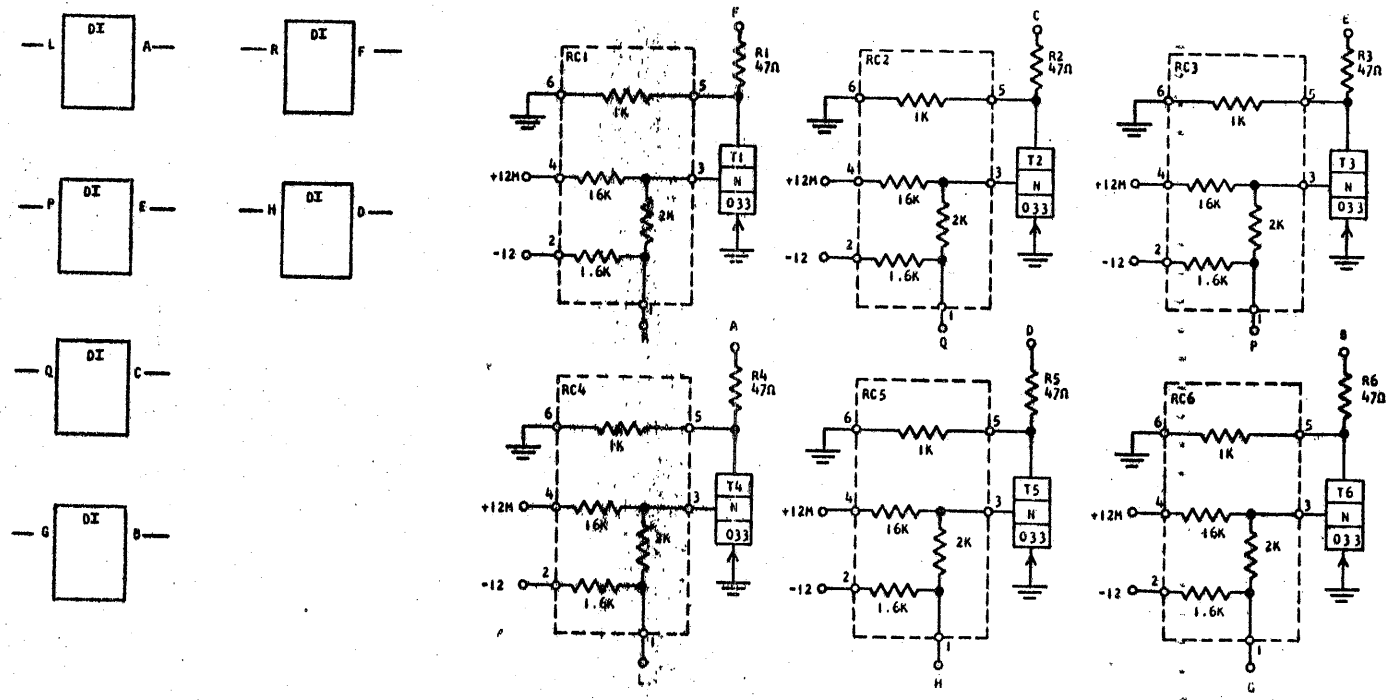 DI
L A
DI
R F
DI
P E
DI
H D
DI
Q C
DI
G B
F
RC1
R1
47Ω
6
5
1K
4
3
+12M
16K
2K
T1
N
033
2
-12
1.6K
1
C
RC2
R2
47Ω
6
5
1K
4
3
+12M
16K
2K
T2
N
033
2
-12
1.6K
1
Q
E
RC3
R3
47Ω
6
5
1K
4
3
+12M
16K
2K
T3
N
033
2
-12
1.6K
1
P
A
RC4
R4
47Ω
6
5
1K
4
3
+12M
16K
2K
T4
N
033
2
-12
1.6K
1
L
D
RC5
R5
47Ω
6
5
1K
4
3
+12M
16K
2K
T5
N
033
2
-12
1.6K
1
H
B
RC6
R6
47Ω
6
5
1K
4
3
+12M
16K
2K
T6
N
033
2
-12
1.6K
1
G